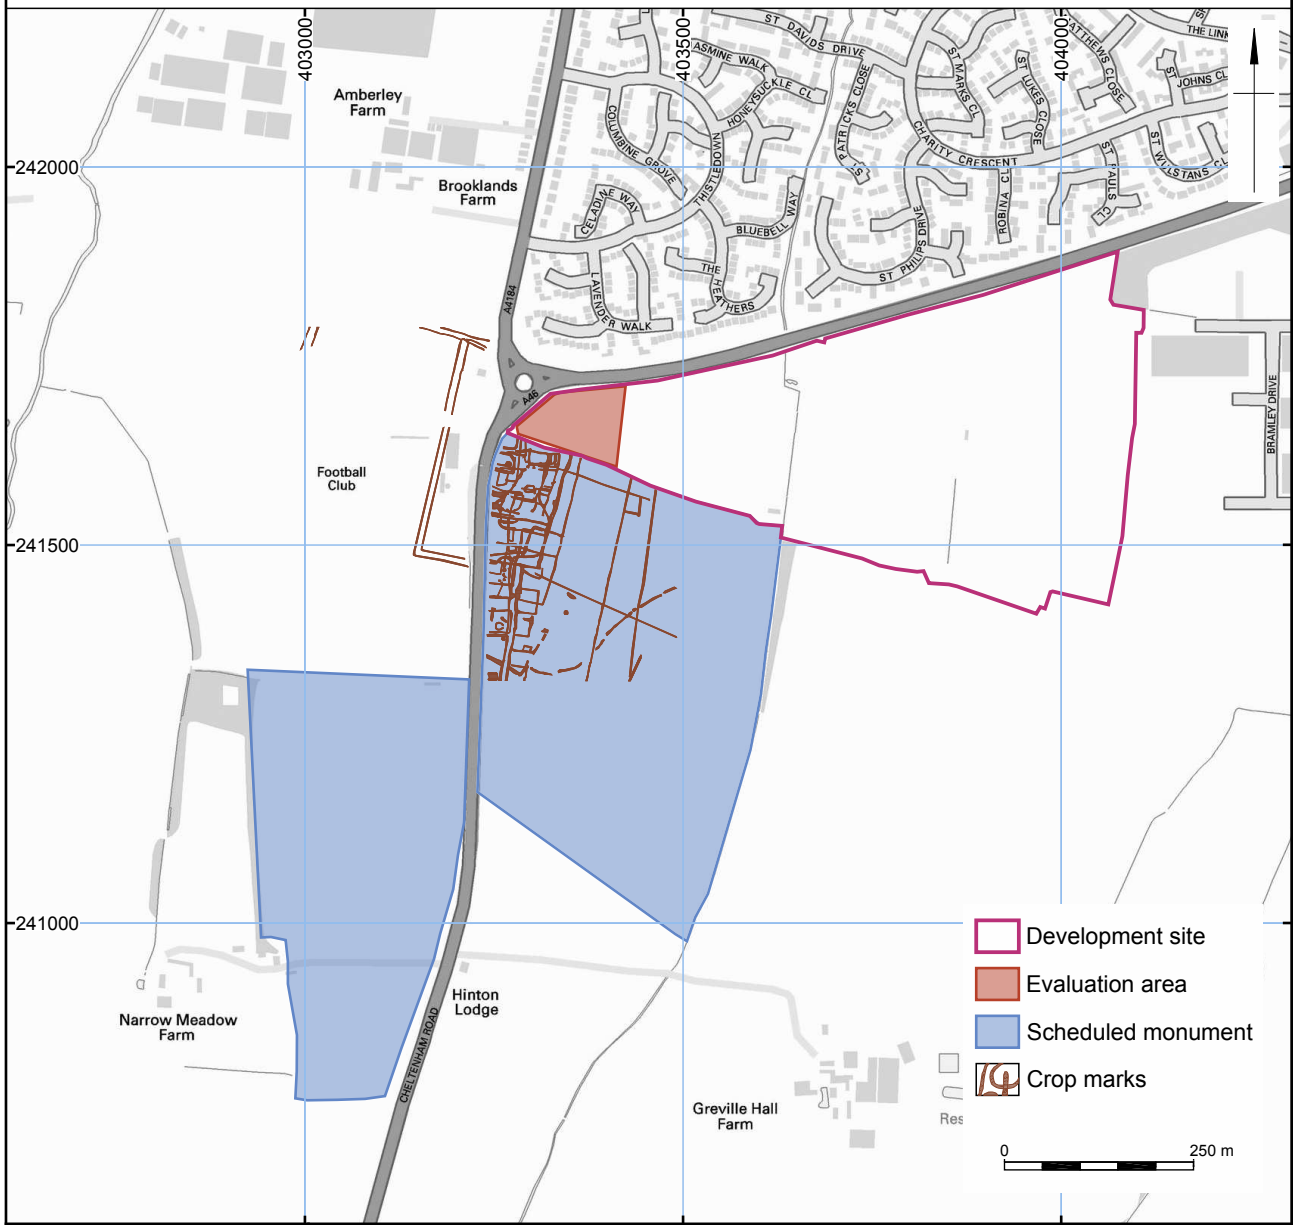 403000
403500
404000
ST DAVIDS DRIVE
MATTHEWS CLOSE
THE LINK
JASMINE WALK
HONEYSUCKLE CL
ST MARKS CL
ST LUKES CLOSE
ST JOHNS CL
Amberley
Farm
COLUMBINE GROVE
ST PATRICKS CLOSE
CHARITY CRESCENT
ST WULSTANS CL
242000
Brooklands
Farm
THISTLEDOWN
ST PAULS CL
CELADINE WAY
BLUEBELL WAY
ROBINA CL
ST PHILIPS DRIVE
THE HEATHERS
LAVENDER WALK
A4184
A46
BRAMLEY DRIVE
Football
Club
241500
241000
Narrow Meadow
Farm
Hinton
Lodge
CHELTENHAM ROAD
Greville Hall
Farm
Res
Development site
Evaluation area
Scheduled monument
Crop marks
0 250 m